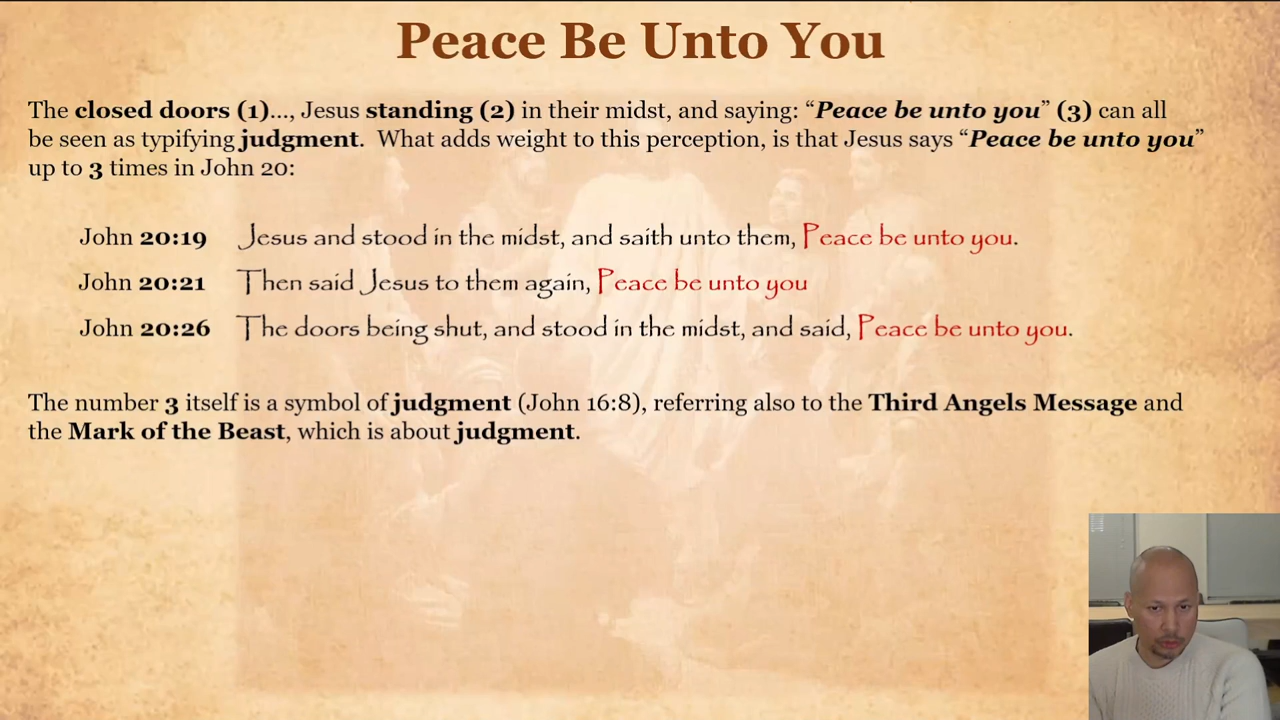 Peace Be Unto You
The closed doors (1)..., Jesus standing (2) in their midst, and saying: “Peace be unto you” (3) can all
be seen as typifying judgment. What adds weight to this perception, is that Jesus says “Peace be unto you”
up to 3 times in John 20:
John 20:19 Jesus and stood in the midst, and saith unto them, Peace be unto you.
John 20:21 Then said Jesus to them again, Peace be unto you
John 20:26 The doors being shut, and stood in the midst, and said, Peace be unto you.
The number 3 itself is a symbol of judgment (John 16:8), referring also to the Third Angels Message and
the Mark of the Beast, which is about judgment.